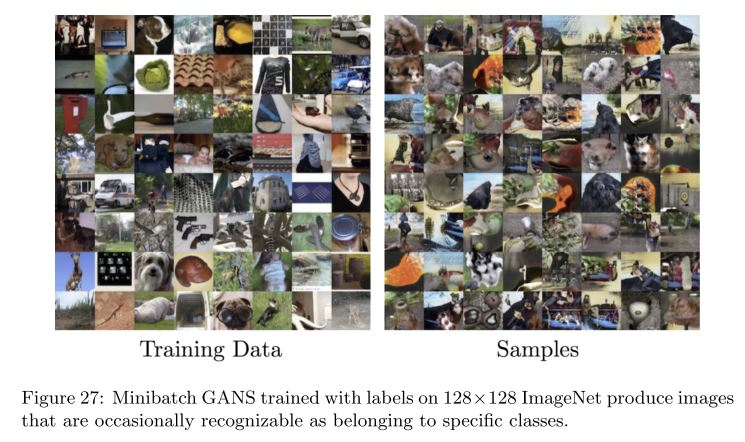 Training Data
Samples
Figure 27: Minibatch GANS trained with labels on 128×128 ImageNet produce images
that are occasionally recognizable as belonging to specific classes.